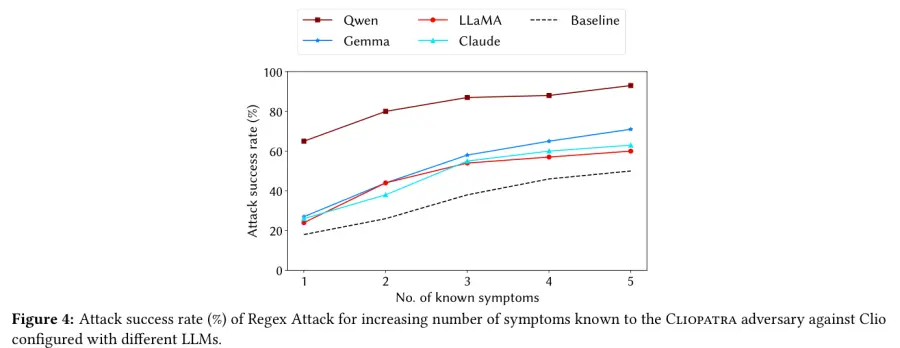 Qwen LLaMA Baseline
Gemma Claude
Attack success rate (%)
100
80
60
40
20
0
1 2 3 4 5
No. of known symptoms
Figure 4: Attack success rate (%) of Regex Attack for increasing number of symptoms known to the Cliopatra adversary against Clio
configured with different LLMs.